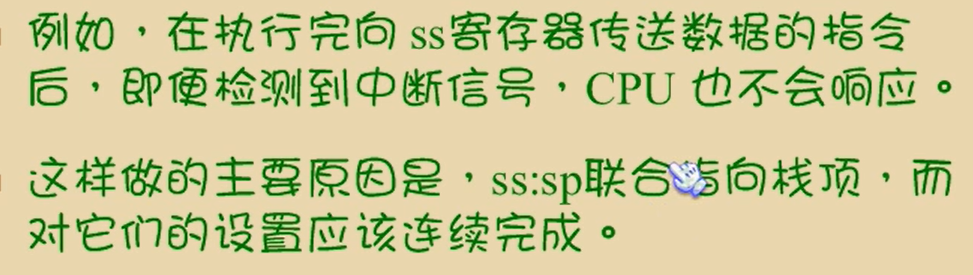 例如，在执行完向 ss寄存器传送数据的指令
后，即便检测到中断信号，CPU 也不会响应。
这样做的主要原因是，ss:sp联合指向栈顶，而
对它们的设置应该连续完成。